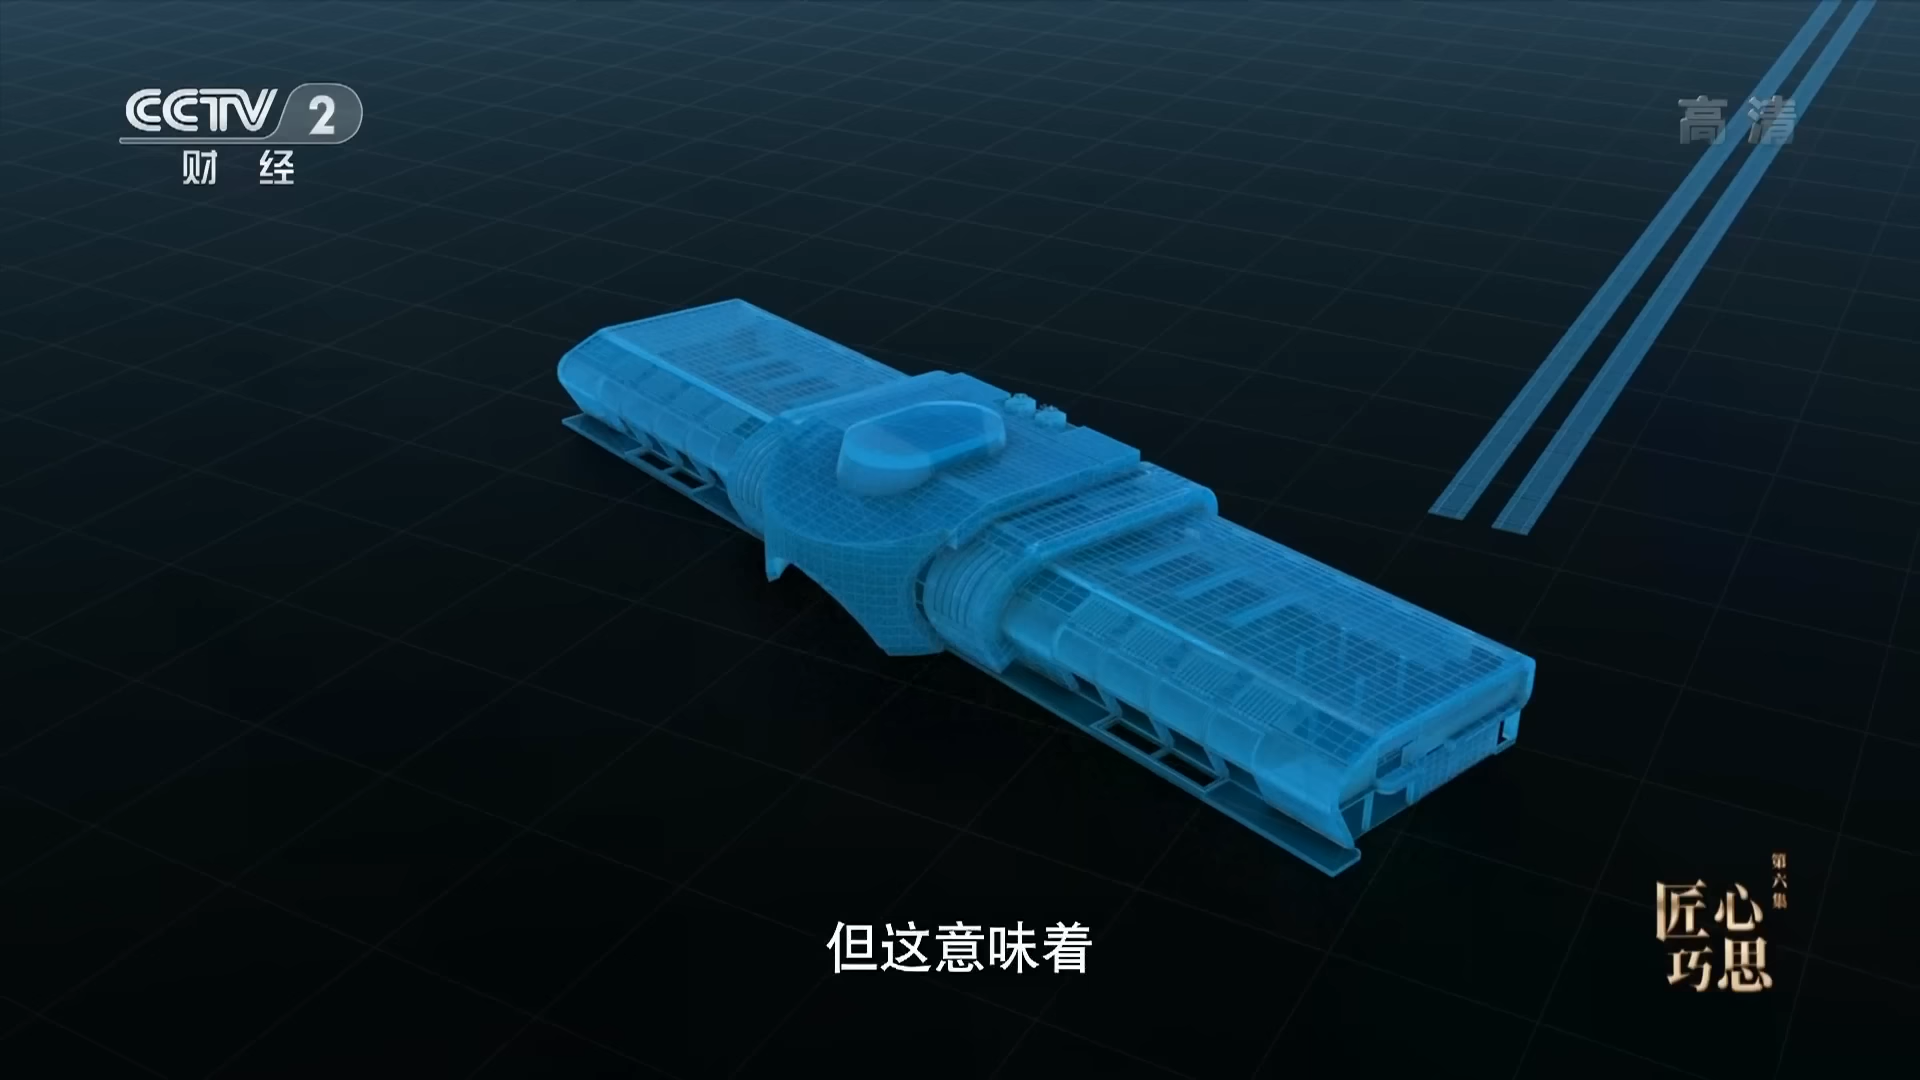 CCTV 2
财 经
高 清
但这意味着
第六集
匠心
巧思